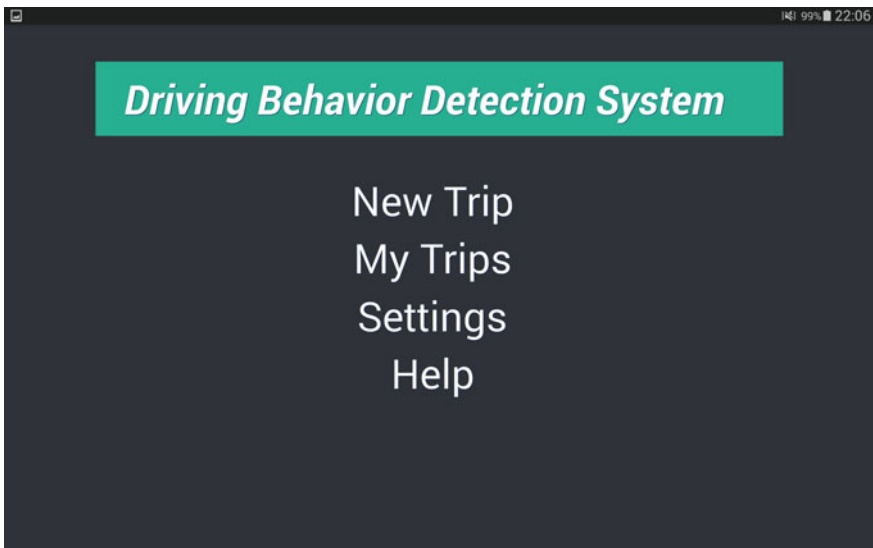 99% 22:06
Driving Behavior Detection System
New Trip
My Trips
Settings
Help